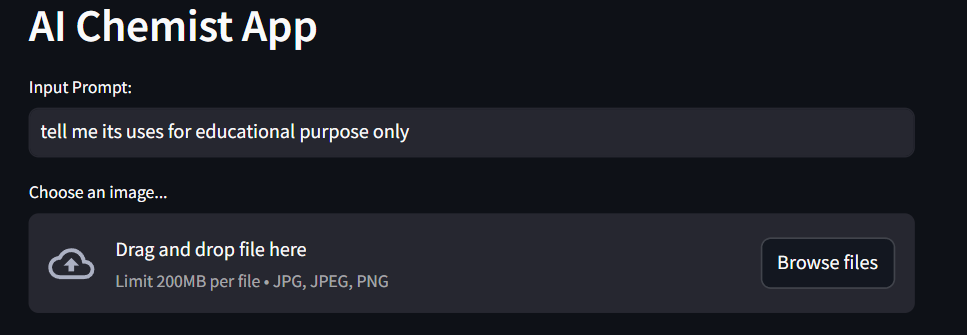 AI Chemist App
Input Prompt:
tell me its uses for educational purpose only
Choose an image...
Drag and drop file here
Limit 200MB per file • JPG, JPEG, PNG
Browse files